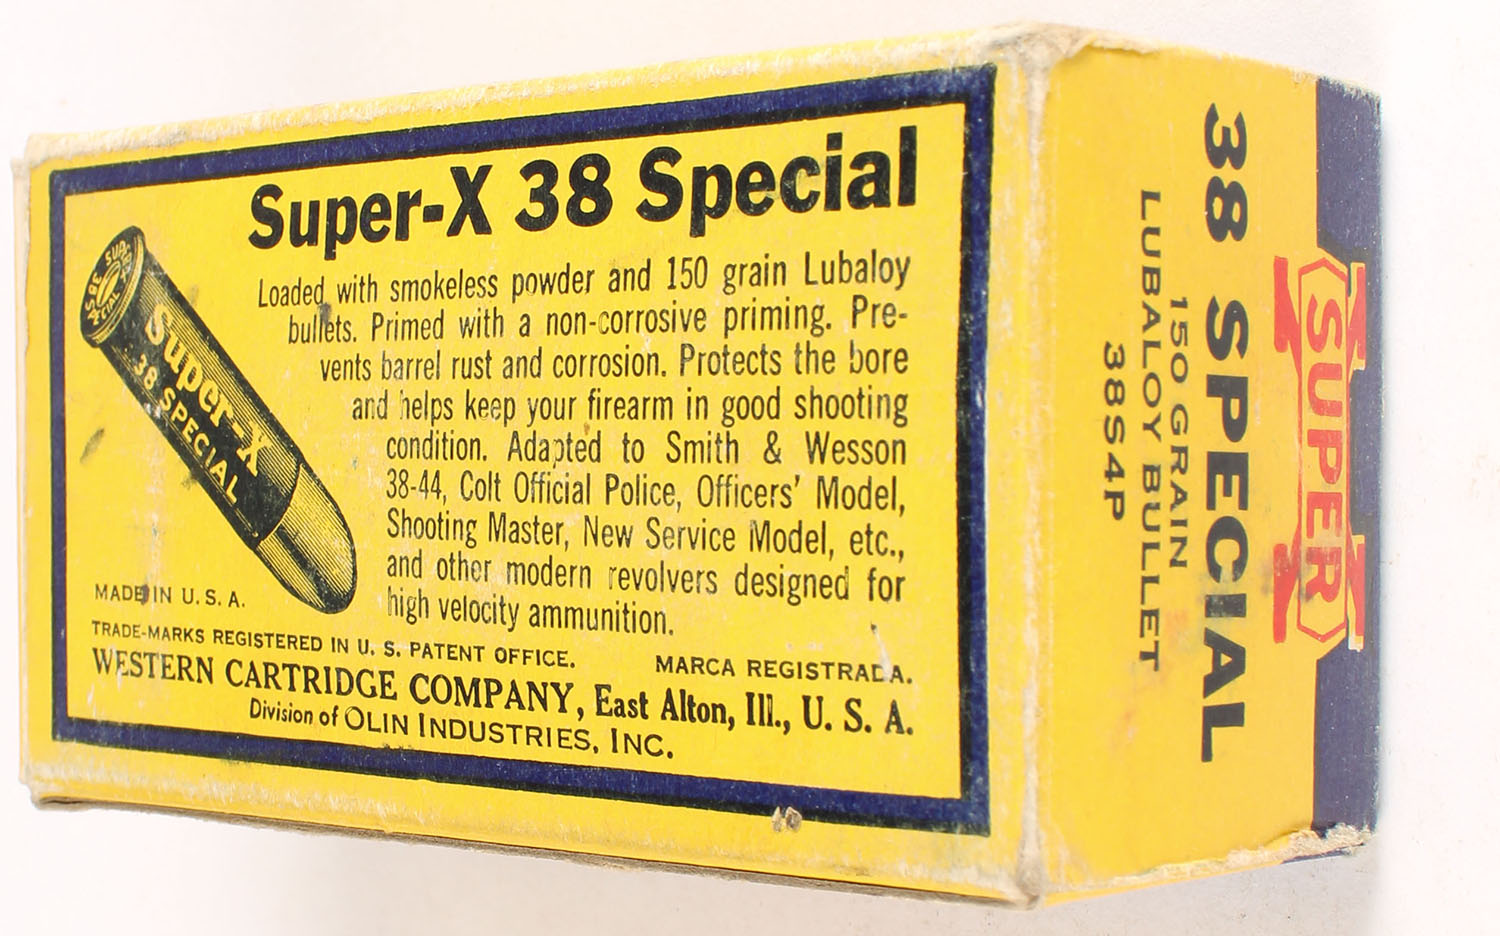 Super-X 38 Special
Loaded with smokeless powder and 150 grain Lubaloy
bullets. Primed with a non-corrosive priming. Pre-
vents barrel rust and corrosion. Protects the bore
and helps keep your firearm in good shooting
condition. Adapted to Smith & Wesson
38-44, Colt Official Police, Officers' Model,
Shooting Master, New Service Model, etc.,
and other modern revolvers designed for
high velocity ammunition.
Super-X
38 SPECIAL
MADE IN U. S. A.
TRADE-MARKS REGISTERED IN U. S. PATENT OFFICE. MARCA REGISTRADA.
WESTERN CARTRIDGE COMPANY, East Alton, Ill., U. S. A.
Division of OLIN INDUSTRIES, INC.
SUPER
X
38 SPECIAL
150 GRAIN
LUBALOY BULLET
38S4P